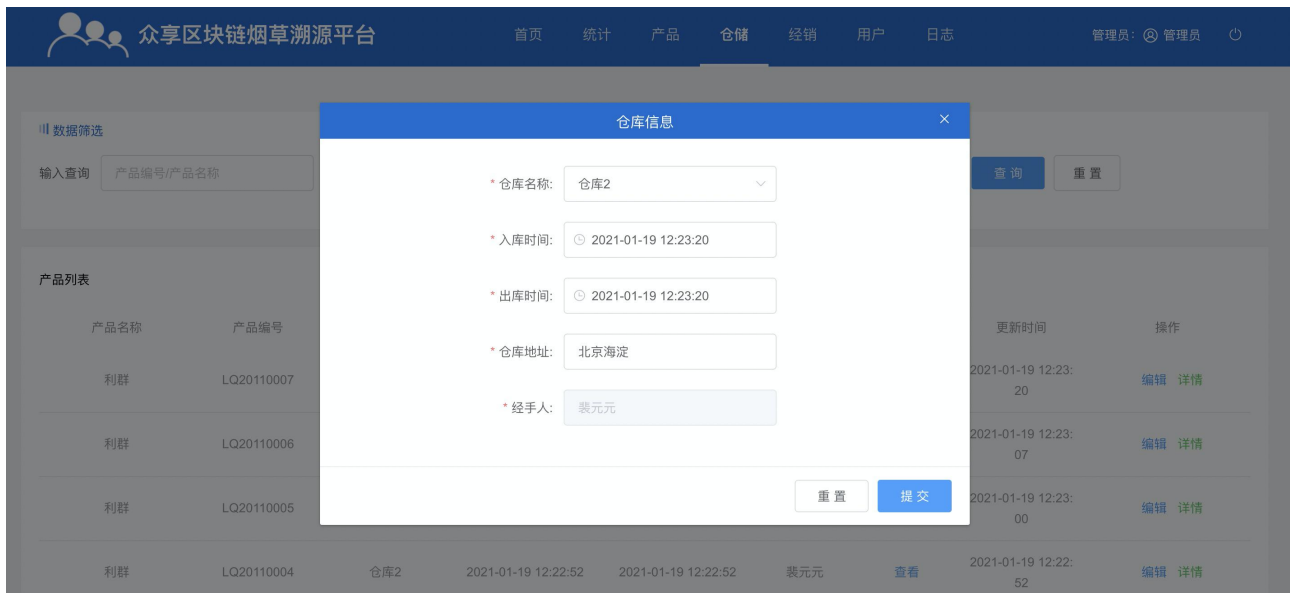 众享区块链烟草溯源平台 首页 统计 产品 仓储 经销 用户 日志 管理员: 管理员
数据筛选
输入查询 产品编号/产品名称 查询 重置
仓库信息
* 仓库名称: 仓库2
* 入库时间: 2021-01-19 12:23:20
* 出库时间: 2021-01-19 12:23:20
* 仓库地址: 北京海淀
* 经手人: 裴元元
重置 提交
产品列表
产品名称 产品编号 更新时间 操作
利群 LQ20110007 2021-01-19 12:23:
20 编辑 详情
利群 LQ20110006 2021-01-19 12:23:
07 编辑 详情
利群 LQ20110005 2021-01-19 12:23:
00 编辑 详情
利群 LQ20110004 仓库2 2021-01-19 12:22:52 2021-01-19 12:22:52 裴元元 查看 2021-01-19 12:22:
52 编辑 详情